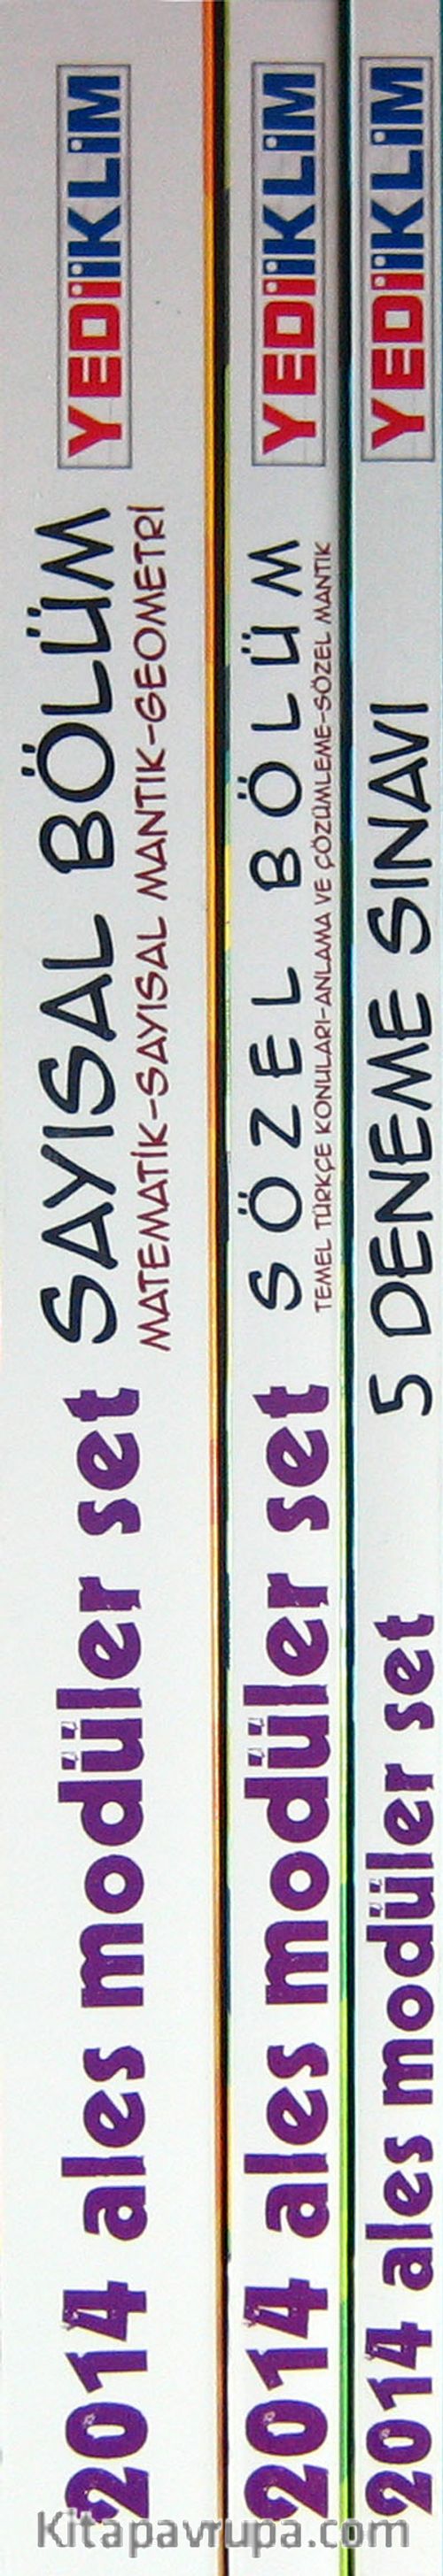 2014 ales modüler set SAYISAL BÖLÜM YEDİİKLİM
MATEMATİK-SAYISAL MANTIK-GEOMETRİ
2014 ales modüler set SÖZEL BÖLÜM YEDİİKLİM
TEMEL TÜRKÇE KONULARI-ANLAMA VE ÇÖZÜMLEME-SÖZEL MANTIK
2014 ales modüler set 5 DENEME SINAVI YEDİİKLİM
Kitapavrupa.com